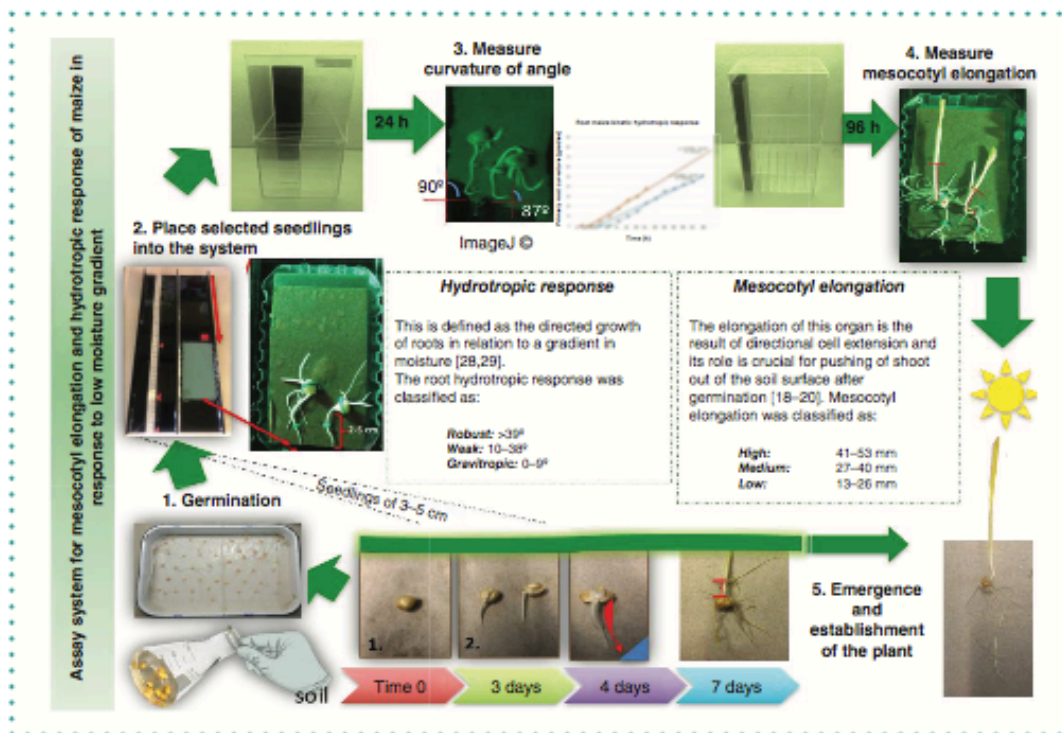 Assay system for mesocotyl elongation and hydrotropic response of maize in
response to low moisture gradient
3. Measure
curvature of angle
4. Measure
mesocotyl elongation
24 h
96 h
Root maize kinetic hydrotropic response
Time (h)
90º
87º
ImageJ ©
2. Place selected seedlings
into the system
Hydrotropic response
This is defined as the directed growth
of roots in relation to a gradient in
moisture [28,29].
The root hydrotropic response was
classified as:
Robust: >39º
Weak: 10–38º
Gravitropic: 0–9º
Mesocotyl elongation
The elongation of this organ is the
result of directional cell extension and
its role is crucial for pushing of shoot
out of the soil surface after
germination [18–20]. Mesocotyl
elongation was classified as:
High: 41–53 mm
Medium: 27–40 mm
Low: 13–26 mm
1. Germination
Seedlings of 3–5 cm
1.
2.
5. Emergence
and
establishment
of the plant
soil
Time 0
3 days
4 days
7 days